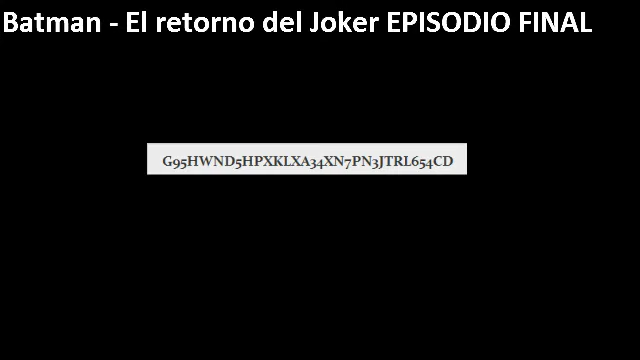 Batman - El retorno del Joker EPISODIO FINAL
G95HWND5HPXKLXA34XN7PN3JTRL654CD